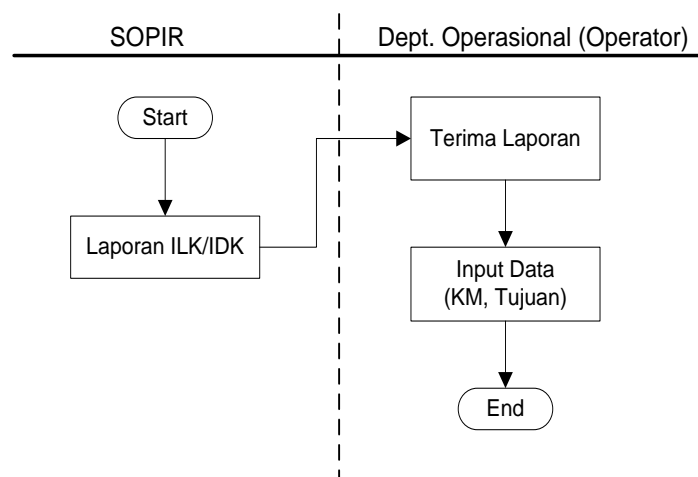 SOPIR
Dept. Operasional (Operator)
Start
Laporan ILK/IDK
Terima Laporan
Input Data
(KM, Tujuan)
End